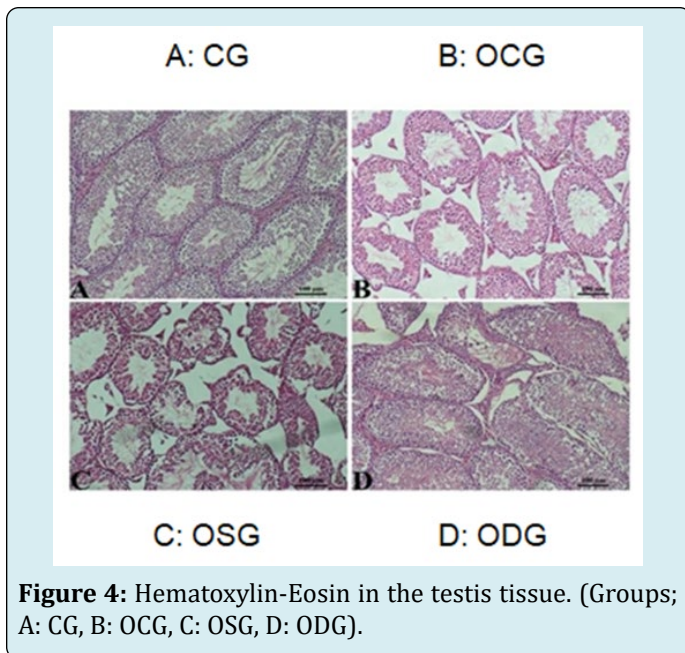 A: CG B: OCG
A B
C D
C: OSG D: ODG
Figure 4: Hematoxylin-Eosin in the testis tissue. (Groups;
A: CG, B: OCG, C: OSG, D: ODG).